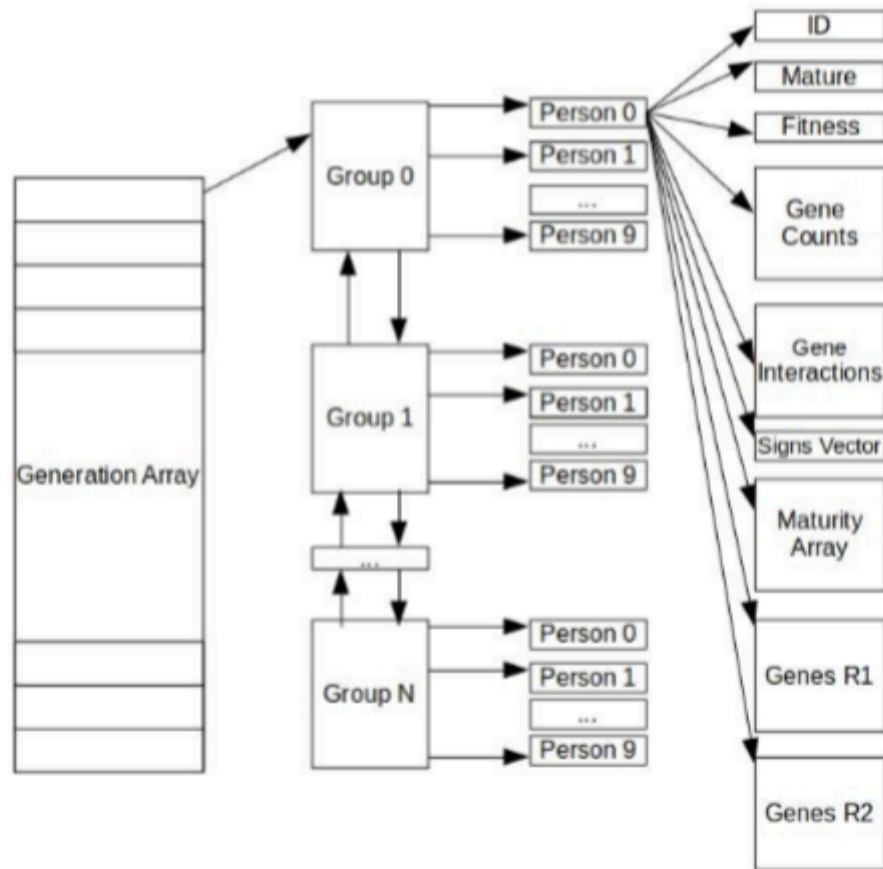 Generation Array
Group 0
Person 0
Person 1
...
Person 9
Group 1
Person 0
Person 1
...
Person 9
...
Group N
Person 0
Person 1
...
Person 9
ID
Mature
Fitness
Gene
Counts
Gene
Interactions
Signs Vector
Maturity
Array
Genes R1
Genes R2